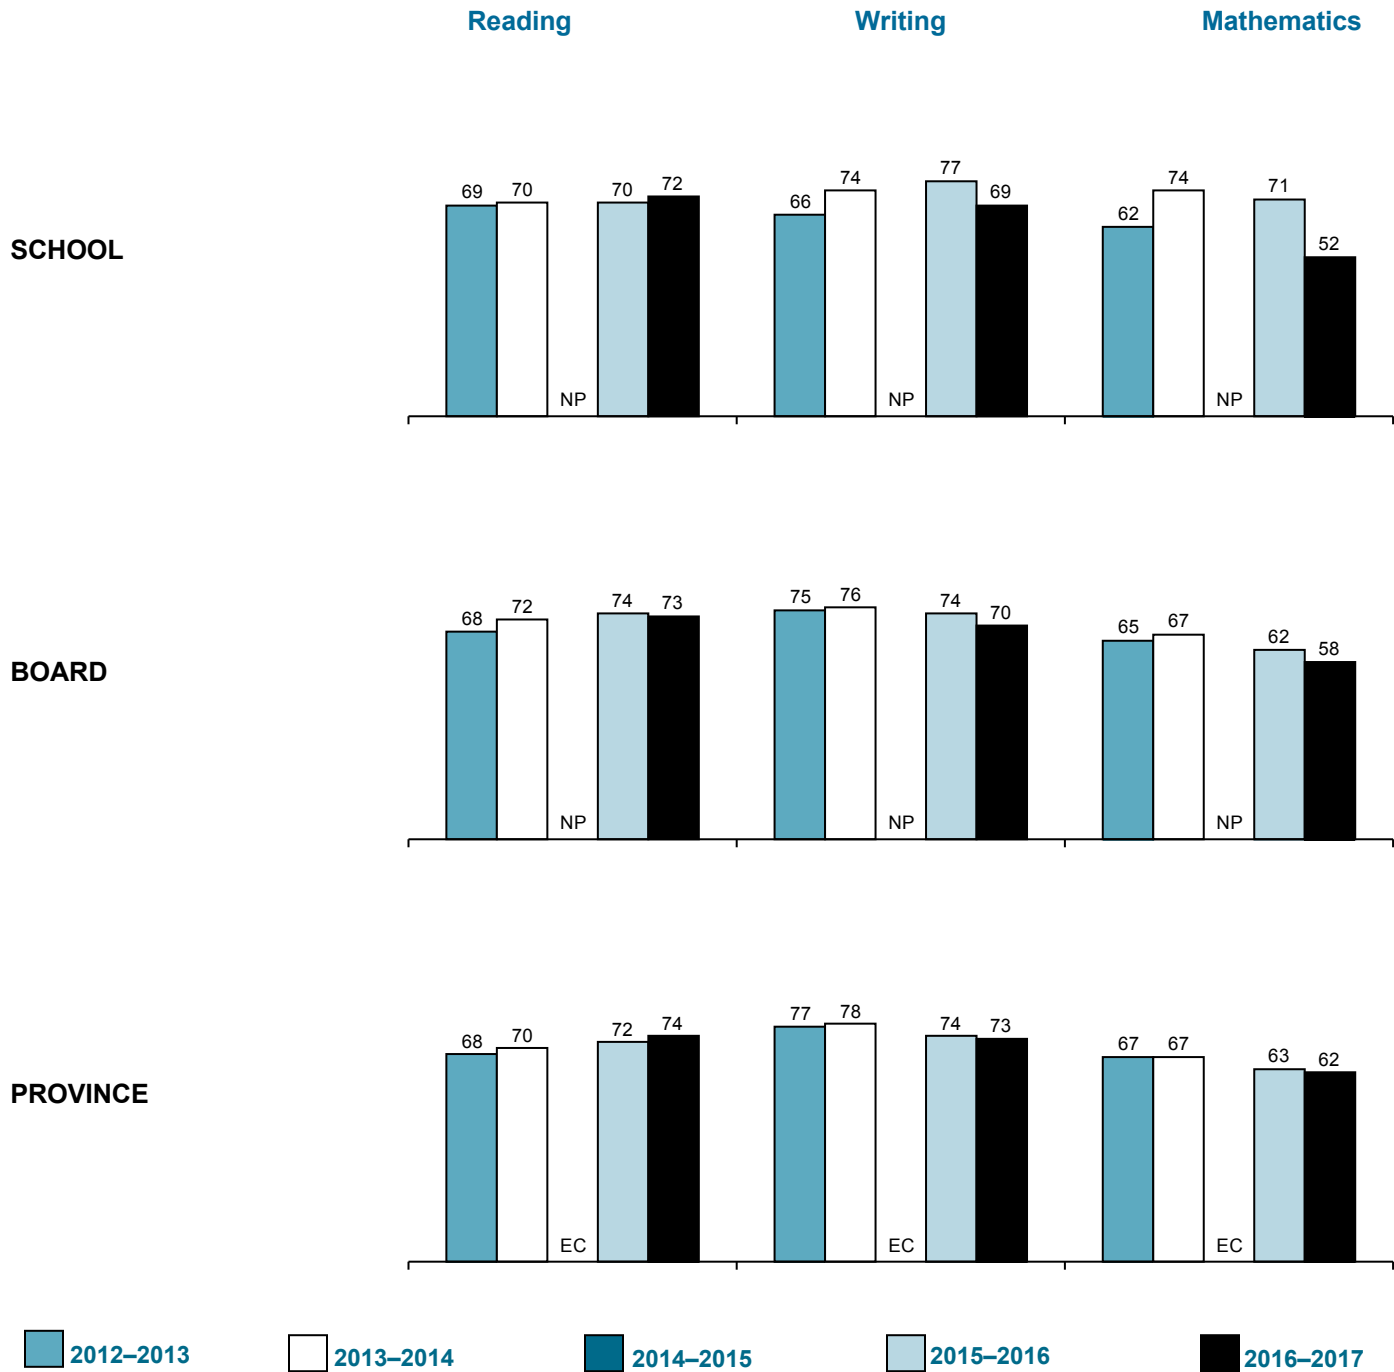 Reading Writing Mathematics
SCHOOL
69 70 NP 70 72 66 74 NP 77 69 62 74 NP 71 52
BOARD
68 72 NP 74 73 75 76 NP 74 70 65 67 NP 62 58
PROVINCE
68 70 EC 72 74 77 78 EC 74 73 67 67 EC 63 62
2012–2013 2013–2014 2014–2015 2015–2016 2016–2017